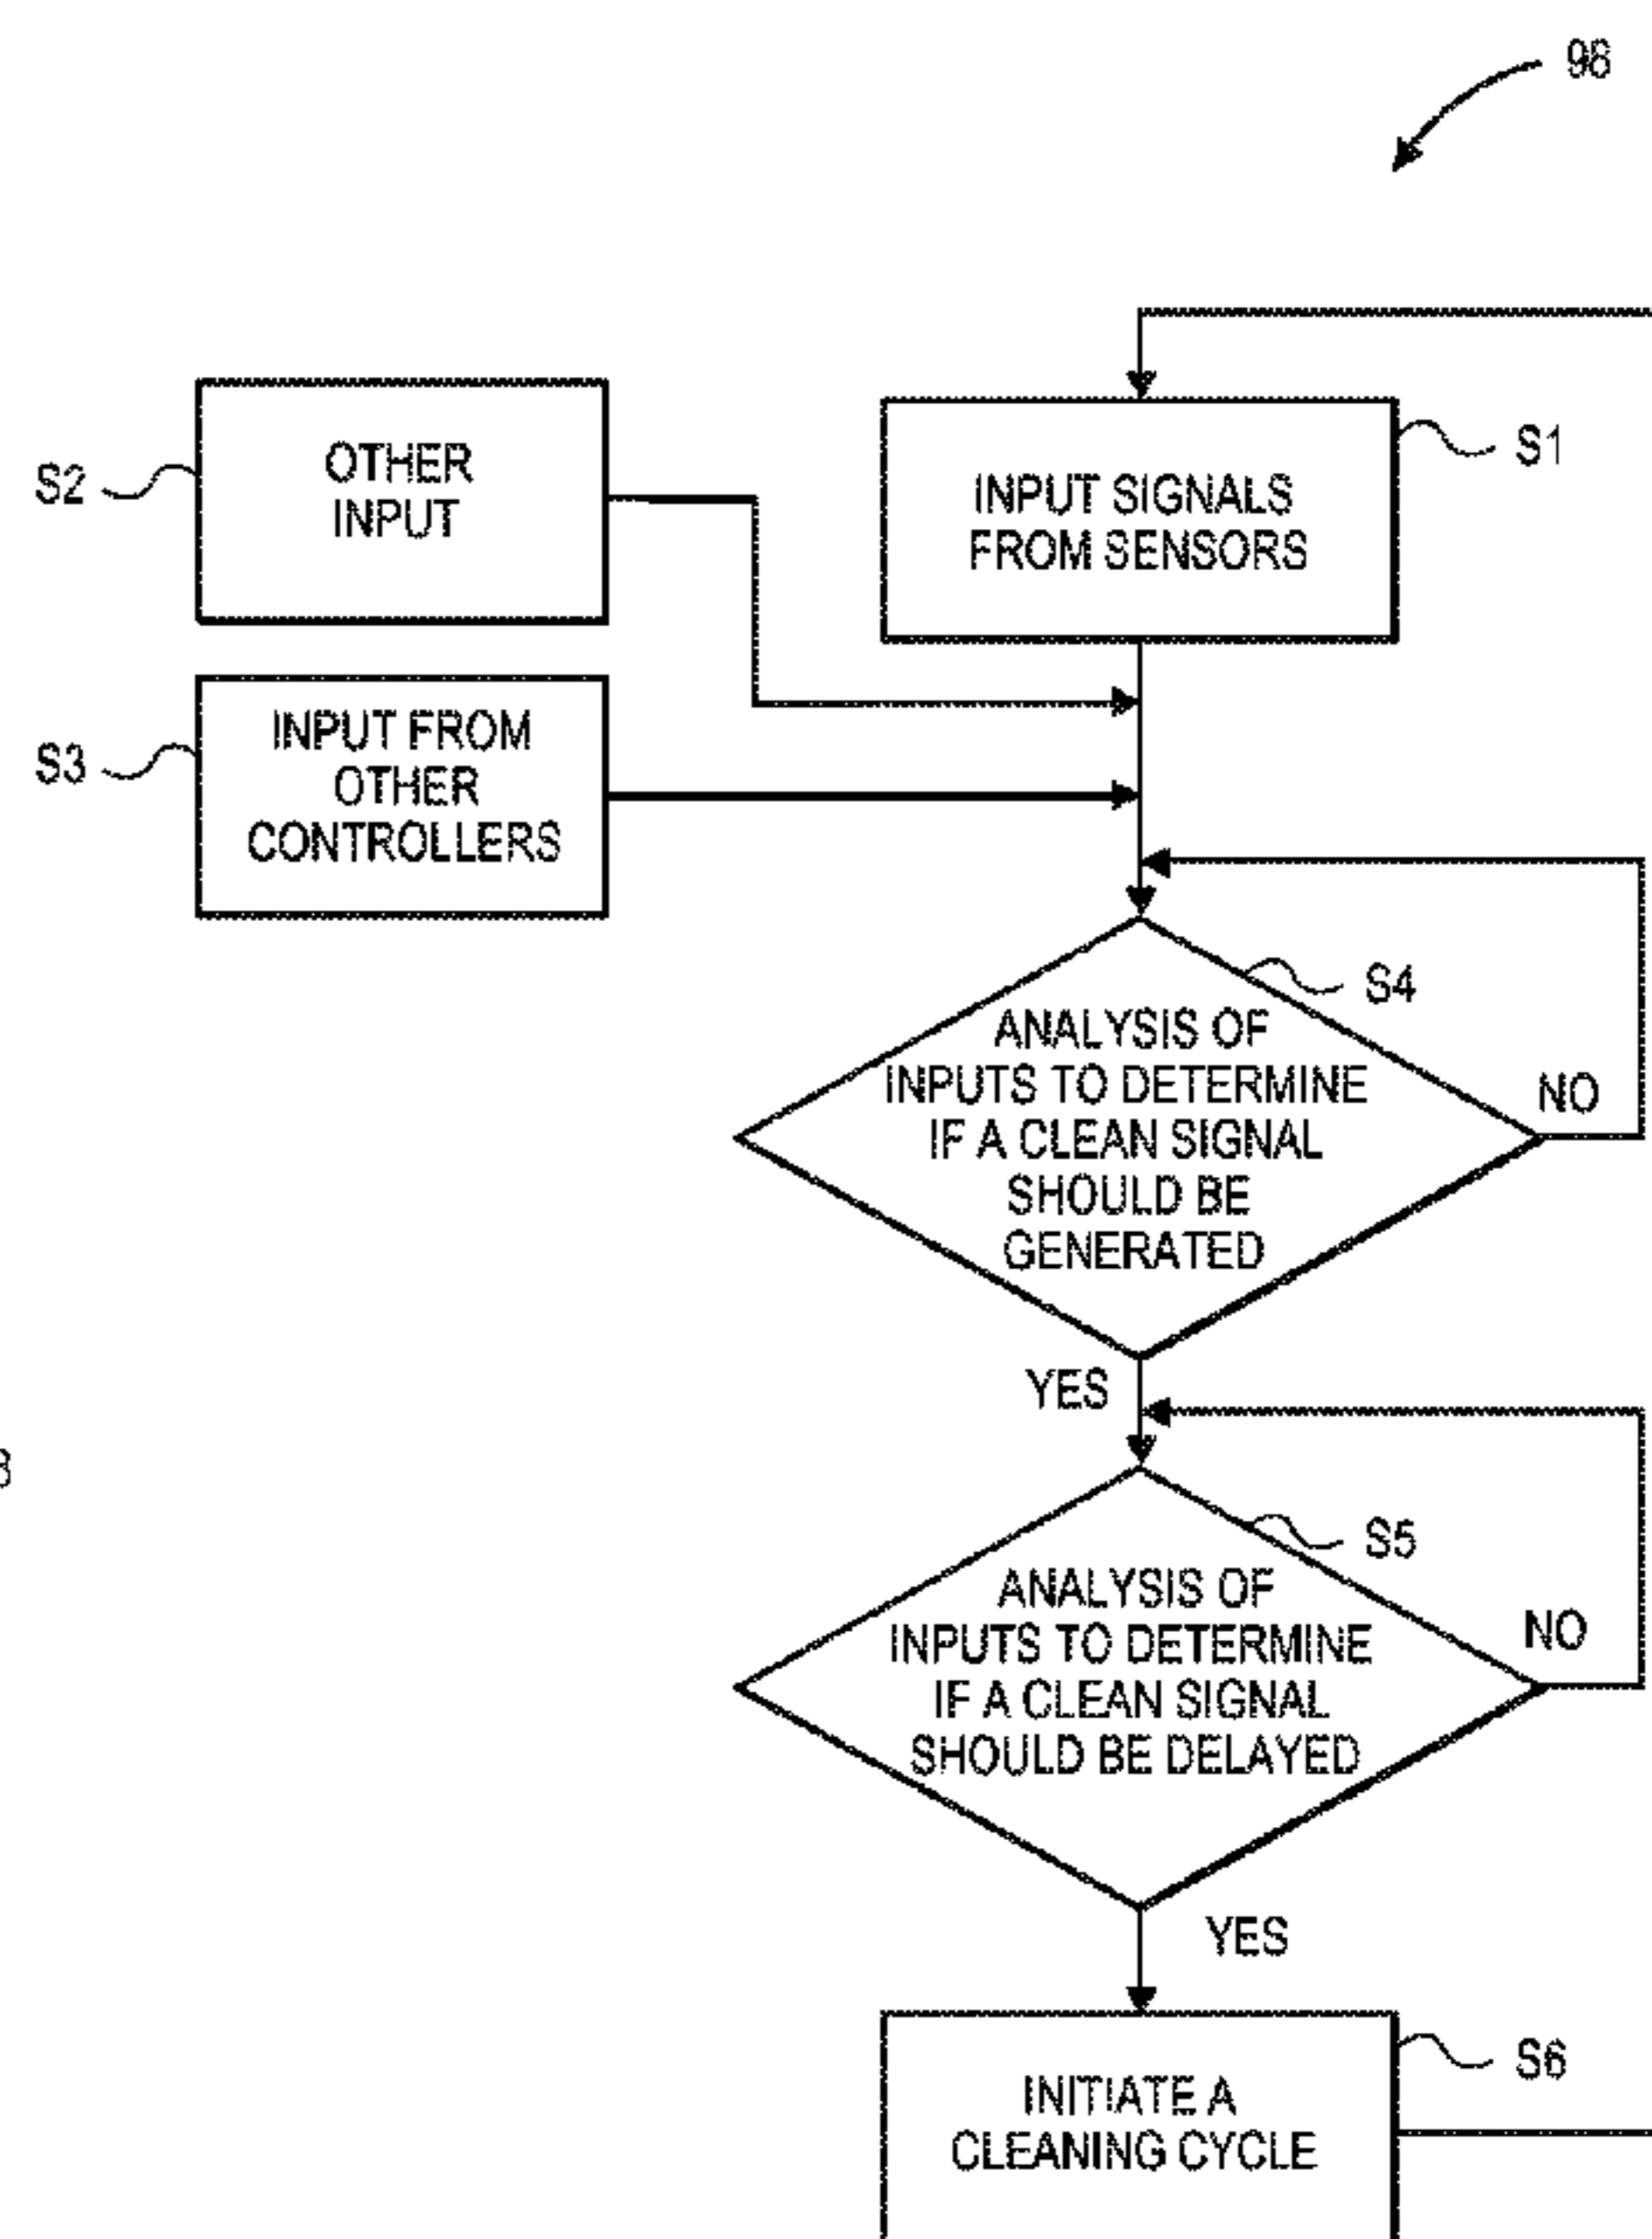 98
S1
INPUT SIGNALS
FROM SENSORS
S2
OTHER
INPUT
S3
INPUT FROM
OTHER
CONTROLLERS
S4
ANALYSIS OF
INPUTS TO DETERMINE
IF A CLEAN SIGNAL
SHOULD BE
GENERATED
NO
YES
S5
ANALYSIS OF
INPUTS TO DETERMINE
IF A CLEAN SIGNAL
SHOULD BE DELAYED
NO
YES
S6
INITIATE A
CLEANING CYCLE